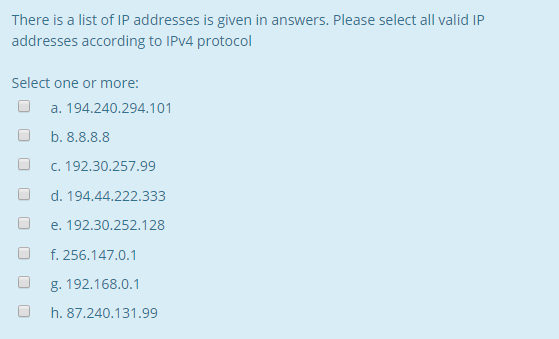 There is a list of IP addresses is given in answers. Please select all valid IP
addresses according to IPv4 protocol
Select one or more:
a. 194.240.294.101
b. 8.8.8.8
c. 192.30.257.99
d. 194.44.222.333
e. 192.30.252.128
f. 256.147.0.1
g. 192.168.0.1
h. 87.240.131.99